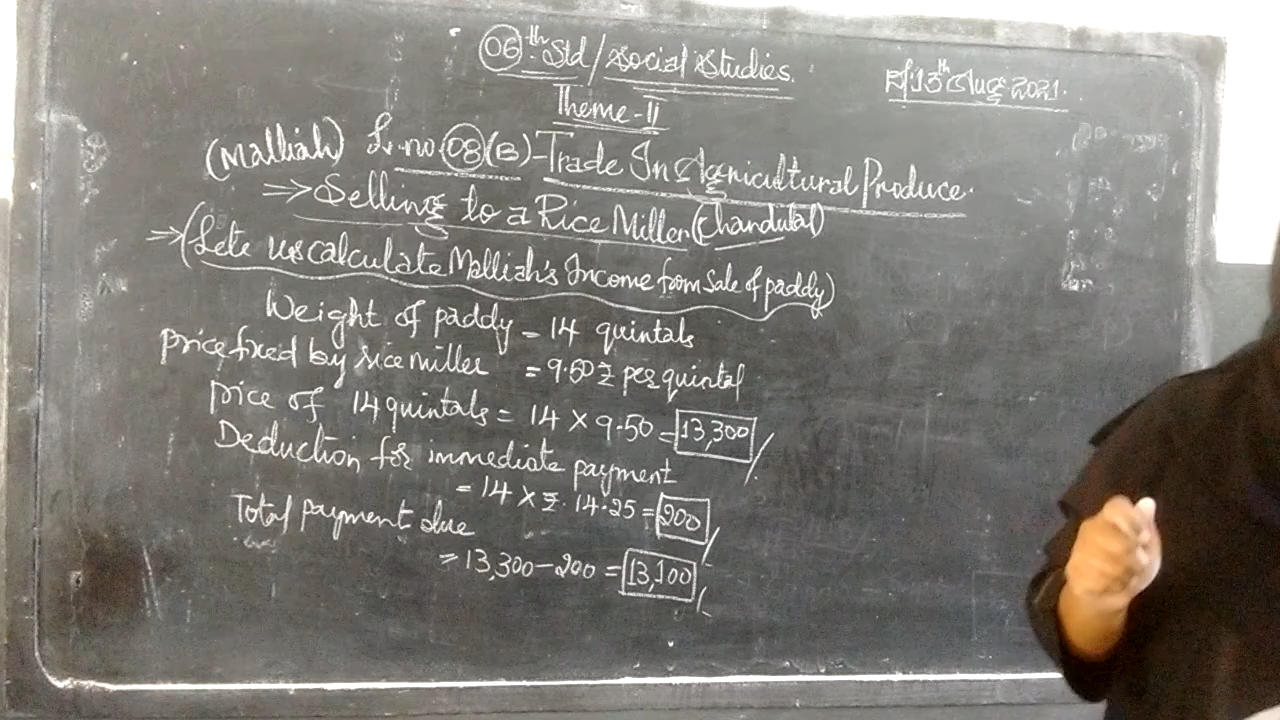 06th Std / Social Studies.
13th Aug 2021.
Theme-II
(Malliah) L.no 08 (B)-Trade In Agricultural Produce.
⇒ Selling to a Rice Miller (Chandulal)
⇒ (Lets us calculate Malliah's Income from Sale of paddy)
Weight of paddy = 14 quintals
price fixed by rice miller = 9.50 ₹ per quintal
price of 14 quintals = 14 × 9.50 = 13,300/.
Deduction for immediate payment
= 14 × ₹. 14.25 = 200/
Total payment due
= 13,300 - 200 = 13,100/-